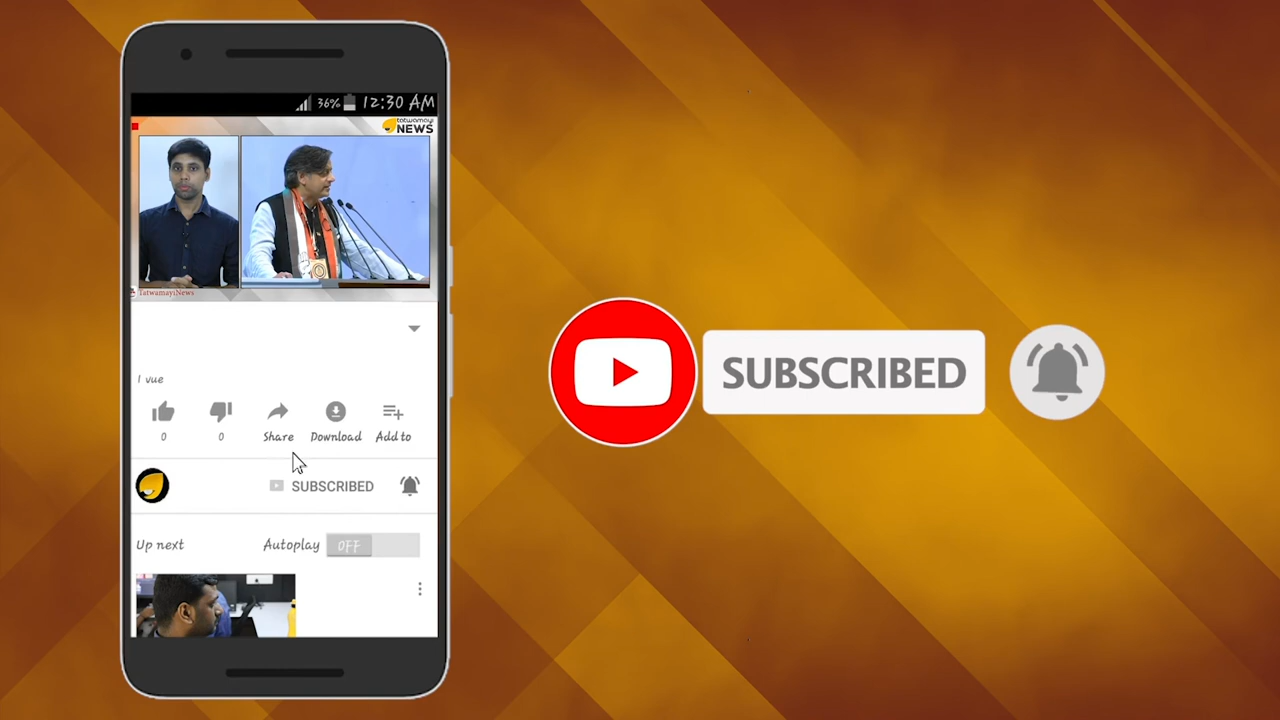 36% 12:30 AM
tatwamayi
NEWS
TatwamayiNews
1 vue
0 0 Share Download Add to
SUBSCRIBED
Up next Autoplay OFF
SUBSCRIBED